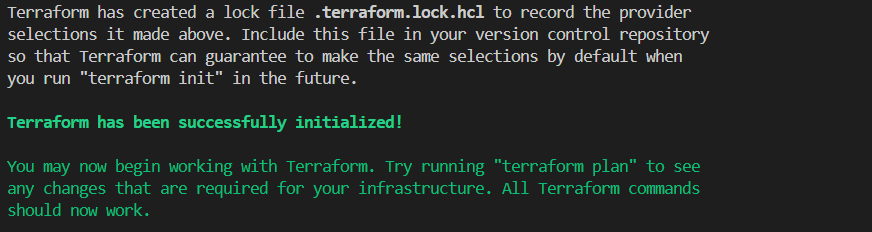 Terraform has created a lock file .terraform.lock.hcl to record the provider
selections it made above. Include this file in your version control repository
so that Terraform can guarantee to make the same selections by default when
you run "terraform init" in the future.
Terraform has been successfully initialized!
You may now begin working with Terraform. Try running "terraform plan" to see
any changes that are required for your infrastructure. All Terraform commands
should now work.